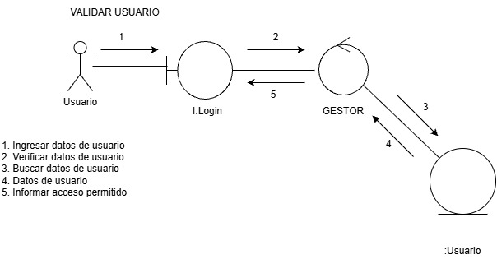 VALIDAR USUARIO
1
2
Usuario
I.Login
5
GESTOR
3
4
1. Ingresar datos de usuario
2. Verificar datos de usuario
3. Buscar datos de usuario
4. Datos de usuario
5. Informar acceso permitido
:Usuario